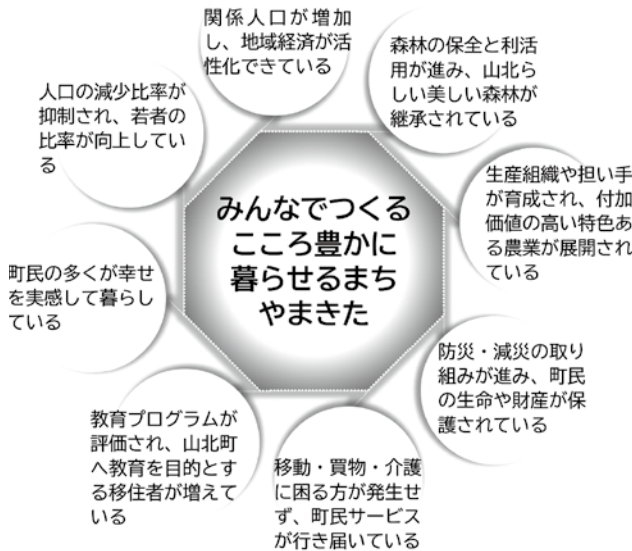 関係人口が増加
し、地域経済が活
性化できている
森林の保全と利活
用が進み、山北ら
しい美しい森林が
継承されている
人口の減少比率が
抑制され、若者の
比率が向上してい
る
みんなでつくる
こころ豊かに
暮らせるまち
やまきた
生産組織や担い手
が育成され、付加
価値の高い特色あ
る農業が展開され
ている
町民の多くが幸せ
を実感して暮らし
ている
防災・減災の取り
組みが進み、町民
の生命や財産が保
護されている
教育プログラムが
評価され、山北町
へ教育を目的とす
る移住者が増えて
いる
移動・買物・介護
に困る方が発生せ
ず、町民サービス
が行き届いている